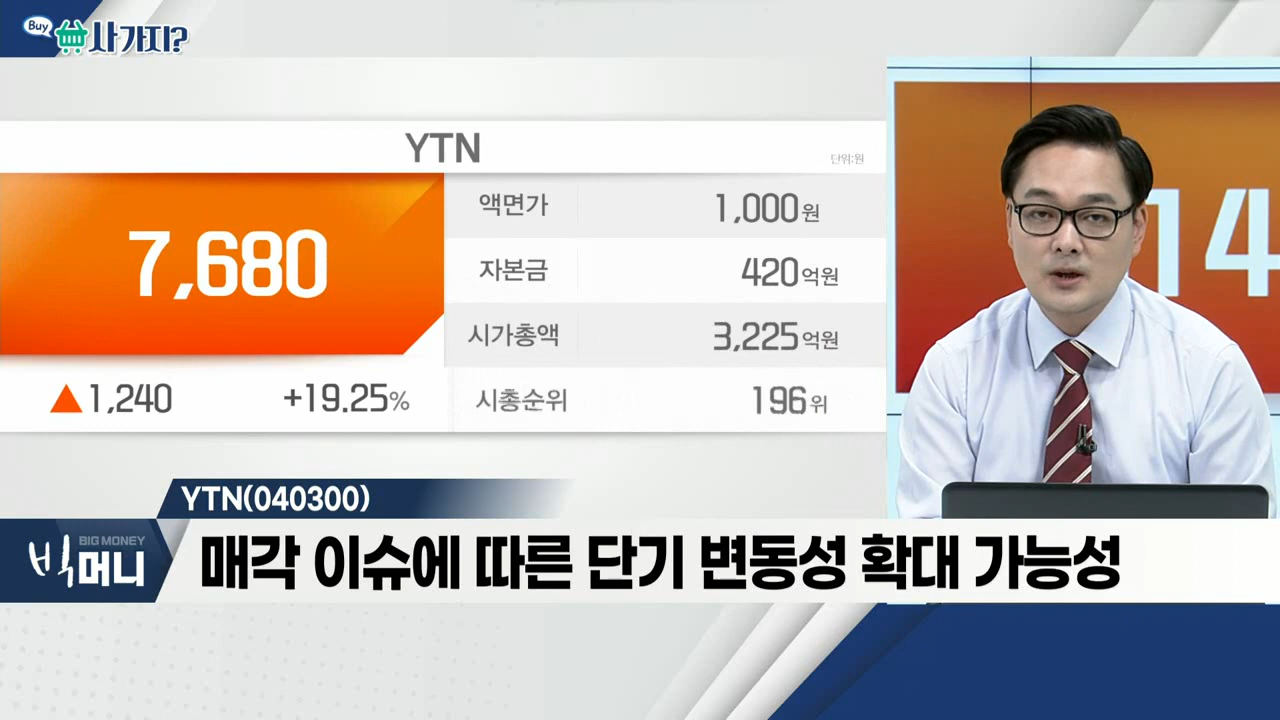 Buy
사가지?
YTN
단위:원
7,680
▲1,240 +19.25%
액면가 1,000원
자본금 420억원
시가총액 3,225억원
시총순위 196위
14
YTN(040300)
BIG MONEY
빅머니
매각 이슈에 따른 단기 변동성 확대 가능성